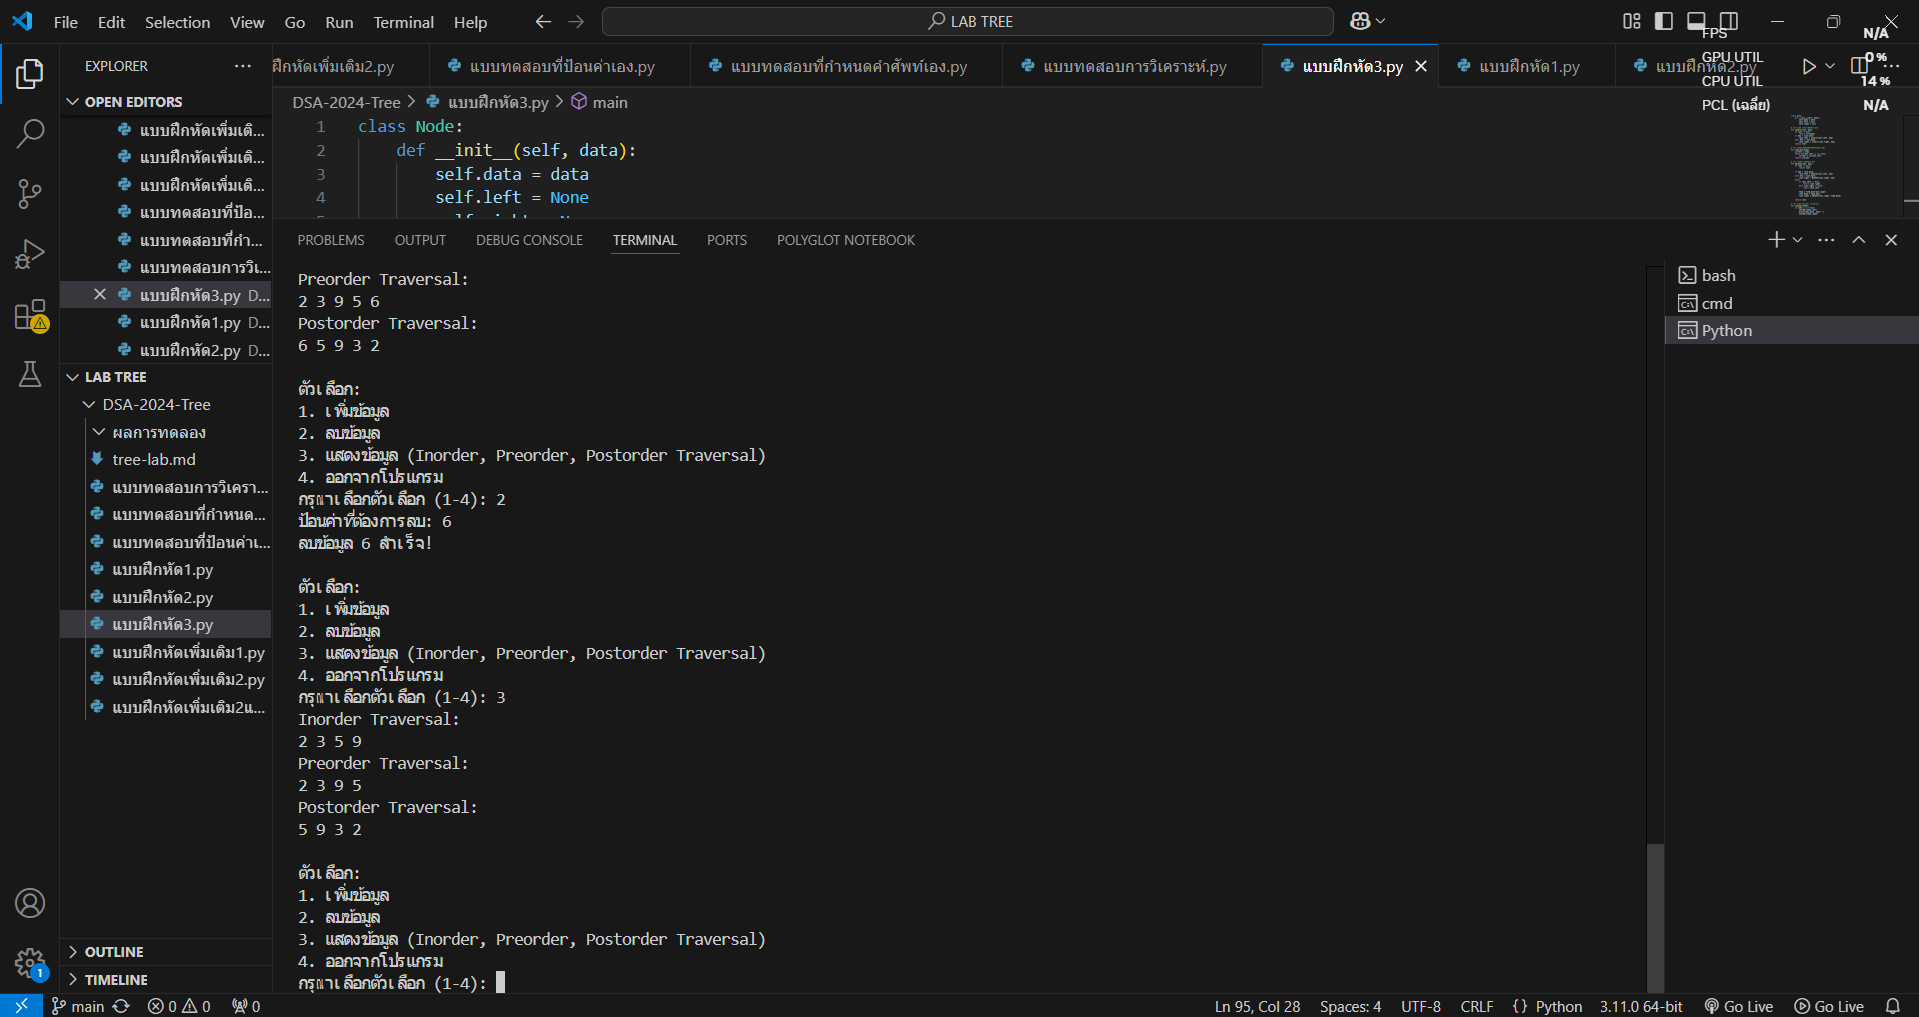 File Edit Selection View Go Run Terminal Help
LAB TREE
FPS N/A
GPU UTIL 0 %
CPU UTIL 14 %
PCL (เฉลี่ย) N/A
EXPLORER
ฝึกหัดเพิ่มเติม2.py
แบบทดสอบที่ป้อนค่าเอง.py
แบบทดสอบที่กำหนดคำศัพท์เอง.py
แบบทดสอบการวิเคราะห์.py
แบบฝึกหัด3.py
แบบฝึกหัด1.py
แบบฝึกหัด2.py
OPEN EDITORS
แบบฝึกหัดเพิ่มเติ...
แบบฝึกหัดเพิ่มเติ...
แบบฝึกหัดเพิ่มเติ...
แบบทดสอบที่ป้อ...
แบบทดสอบที่กำ...
แบบทดสอบการวิเ...
แบบฝึกหัด3.py D...
แบบฝึกหัด1.py D...
แบบฝึกหัด2.py D...
LAB TREE
DSA-2024-Tree
ผลการทดลอง
tree-lab.md
แบบทดสอบการวิเครา...
แบบทดสอบที่กำหนด...
แบบทดสอบที่ป้อนค่าเ...
แบบฝึกหัด1.py
แบบฝึกหัด2.py
แบบฝึกหัด3.py
แบบฝึกหัดเพิ่มเติม1.py
แบบฝึกหัดเพิ่มเติม2.py
แบบฝึกหัดเพิ่มเติม2แ...
OUTLINE
TIMELINE
DSA-2024-Tree > แบบฝึกหัด3.py > main
1 class Node:
2 def __init__(self, data):
3 self.data = data
4 self.left = None
PROBLEMS OUTPUT DEBUG CONSOLE TERMINAL PORTS POLYGLOT NOTEBOOK
Preorder Traversal:
2 3 9 5 6
Postorder Traversal:
6 5 9 3 2
ตัวเลือก:
1. เพิ่มข้อมูล
2. ลบข้อมูล
3. แสดงข้อมูล (Inorder, Preorder, Postorder Traversal)
4. ออกจากโปรแกรม
กรุณาเลือกตัวเลือก (1-4): 2
ป้อนค่าที่ต้องการลบ: 6
ลบข้อมูล 6 สำเร็จ!
ตัวเลือก:
1. เพิ่มข้อมูล
2. ลบข้อมูล
3. แสดงข้อมูล (Inorder, Preorder, Postorder Traversal)
4. ออกจากโปรแกรม
กรุณาเลือกตัวเลือก (1-4): 3
Inorder Traversal:
2 3 5 9
Preorder Traversal:
2 3 9 5
Postorder Traversal:
5 9 3 2
ตัวเลือก:
1. เพิ่มข้อมูล
2. ลบข้อมูล
3. แสดงข้อมูล (Inorder, Preorder, Postorder Traversal)
4. ออกจากโปรแกรม
กรุณาเลือกตัวเลือก (1-4):
bash
cmd
Python
1
main 0 0 0
Ln 95, Col 28 Spaces: 4 UTF-8 CRLF {} Python 3.11.0 64-bit Go Live Go Live